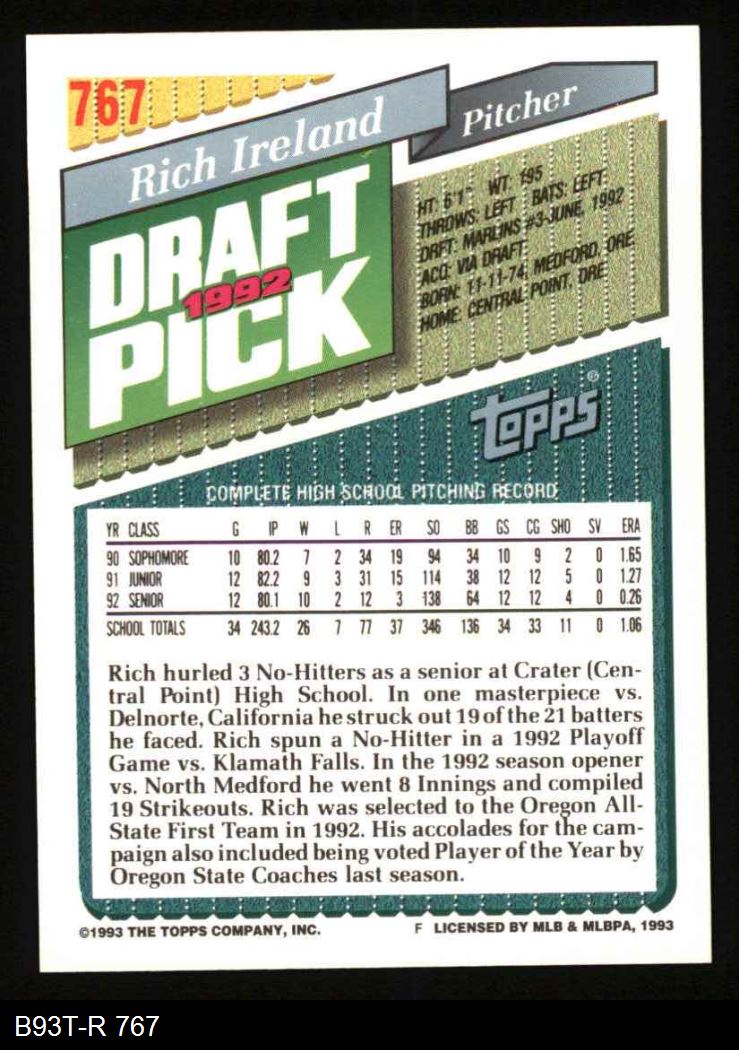 767
Rich Ireland
Pitcher
DRAFT
1992
PICK
HT: 6'1" WT: 195
THROWS: LEFT BATS: LEFT
DRFT: MARLINS #3-JUNE, 1992
ACQ: VIA DRAFT
BORN: 11-11-74, MEDFORD, ORE.
HOME: CENTRAL POINT, ORE.
Topps®
COMPLETE HIGH SCHOOL PITCHING RECORD
YR CLASS G IP W L R ER SO BB GS CG SHO SV ERA
90 SOPHOMORE 10 80.2 7 2 34 19 94 34 10 9 2 0 1.65
91 JUNIOR 12 82.2 9 3 31 15 114 38 12 12 5 0 1.27
92 SENIOR 12 80.1 10 2 12 3 138 64 12 12 4 0 0.26
SCHOOL TOTALS 34 243.2 26 7 77 37 346 136 34 33 11 0 1.06
Rich hurled 3 No-Hitters as a senior at Crater (Cen-
tral Point) High School. In one masterpiece vs.
Delnorte, California he struck out 19 of the 21 batters
he faced. Rich spun a No-Hitter in a 1992 Playoff
Game vs. Klamath Falls. In the 1992 season opener
vs. North Medford he went 8 Innings and compiled
19 Strikeouts. Rich was selected to the Oregon All-
State First Team in 1992. His accolades for the cam-
paign also included being voted Player of the Year by
Oregon State Coaches last season.
©1993 THE TOPPS COMPANY, INC. F LICENSED BY MLB & MLBPA, 1993
B93T-R 767